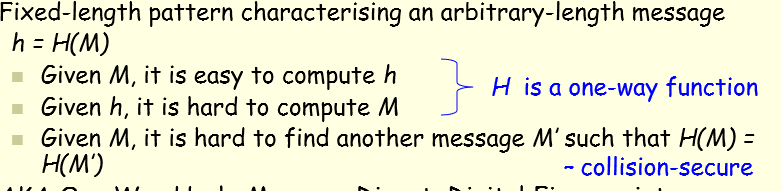 Fixed-length pattern characterising an arbitrary-length message
h = H(M)
Given M, it is easy to compute h
Given h, it is hard to compute M
H is a one-way function
Given M, it is hard to find another message M’ such that H(M) =
H(M’)
~ collision-secure